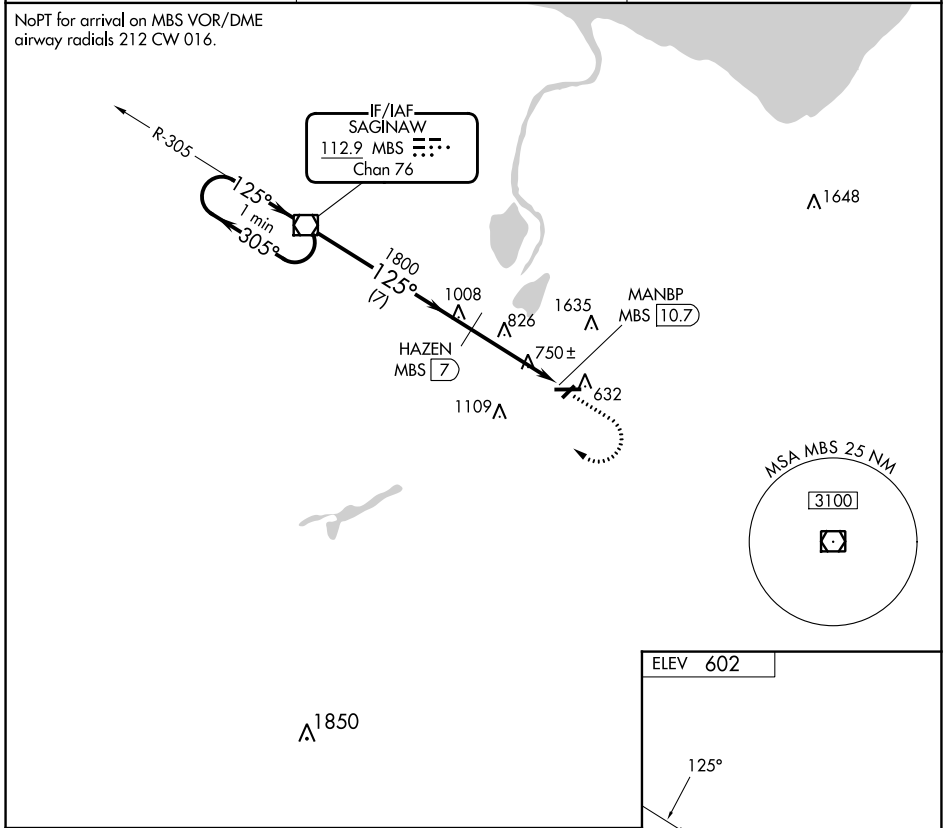 NoPT for arrival on MBS VOR/DME
airway radials 212 CW 016.
IF/IAF
SAGINAW
112.9 MBS
Chan 76
R-305
125°
1 min
305°
1800
125°
(7)
1648
1008
826
1635
MANBP
MBS 10.7
HAZEN
MBS 7
750 ±
632
1109
MSA MBS 25 NM
3100
1850
ELEV 602
125°